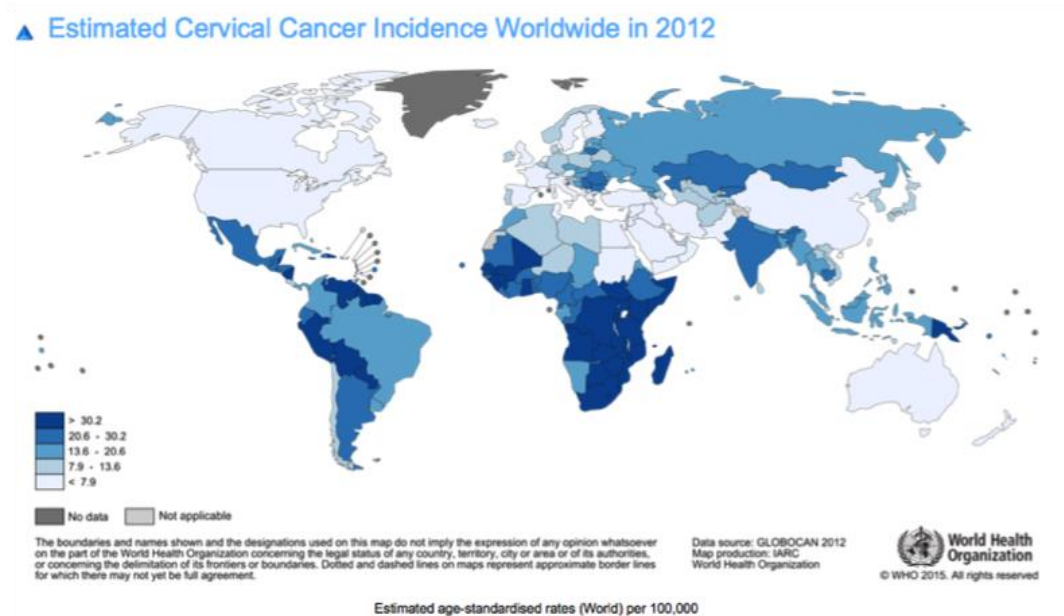 Estimated Cervical Cancer Incidence Worldwide in 2012
> 30.2
20.6 - 30.2
13.6 - 20.6
7.9 - 13.6
< 7.9
No data
Not applicable
The boundaries and names shown and the designations used on this map do not imply the expression of any opinion whatsoever
on the part of the World Health Organization concerning the legal status of any country, territory, city or area or of its authorities,
or concerning the delimitation of its frontiers or boundaries. Dotted and dashed lines on maps represent approximate border lines
for which there may not yet be full agreement.
Data source: GLOBOCAN 2012
Map production: IARC
World Health Organization
World Health
Organization
© WHO 2015. All rights reserved
Estimated age-standardised rates (World) per 100,000